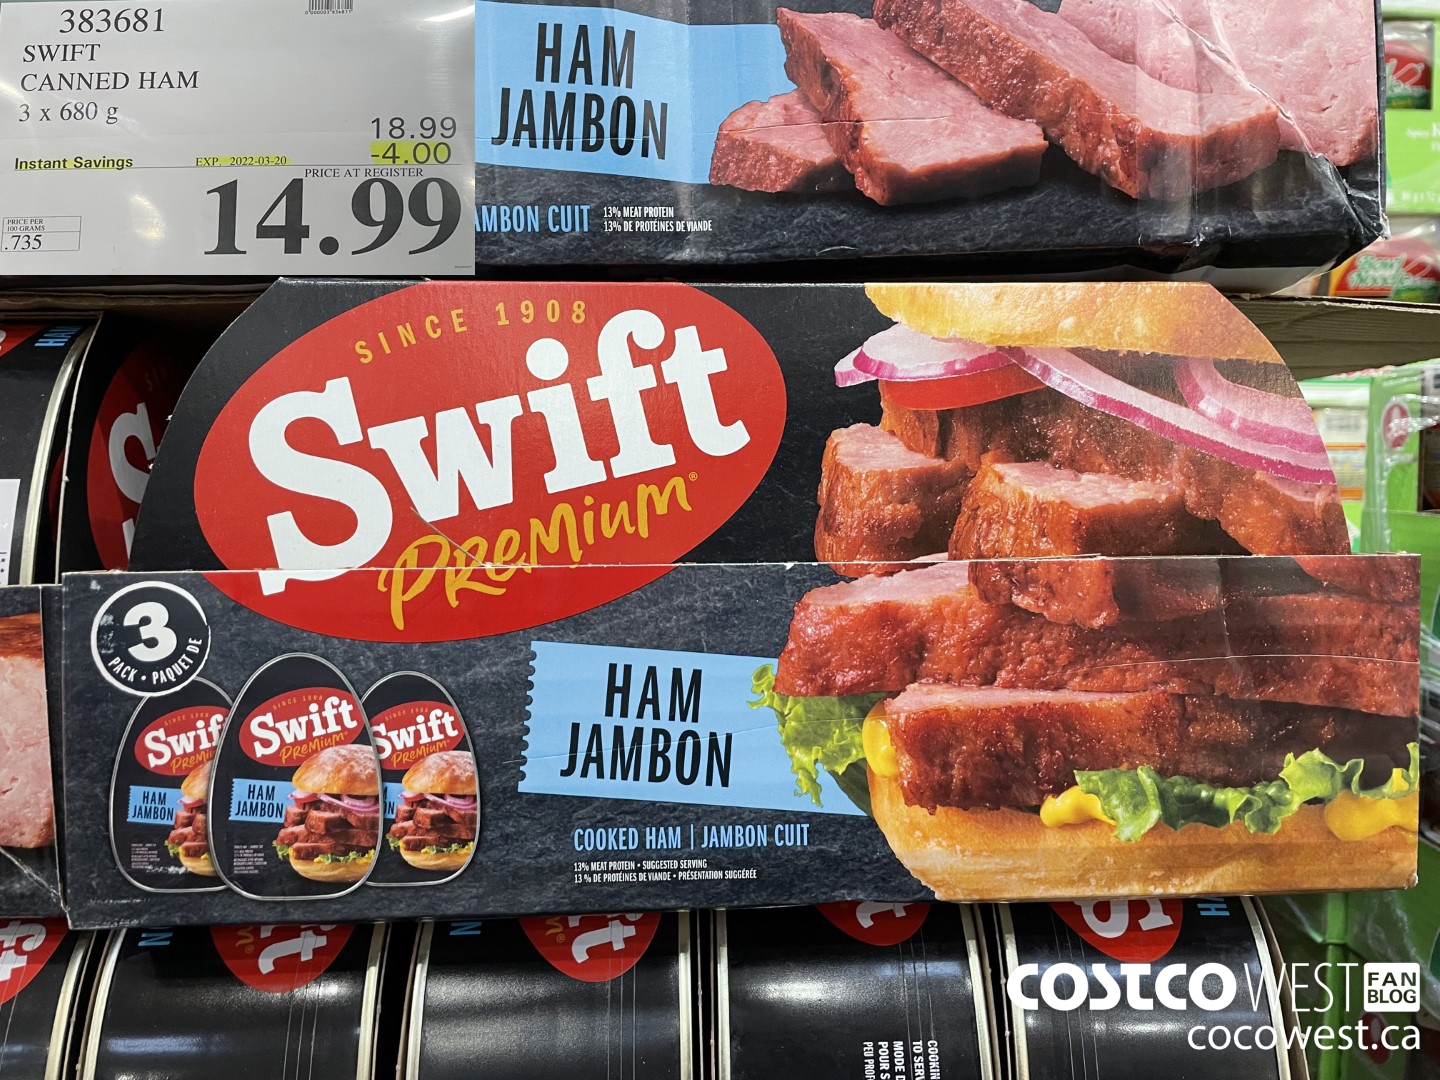 383681
SWIFT
CANNED HAM
3 x 680 g
18.99
Instant Savings EXP. 2022-03-20 -4.00
PRICE AT REGISTER
14.99
PRICE PER
100 GRAMS
.735
HAM
JAMBON
AMBON CUIT
13% MEAT PROTEIN
13% DE PROTÉINES DE VIANDE
SINCE 1908
Swift
PREMIUM®
3
PACK • PAQUET DE
Swift
PREMIUM
HAM
JAMBON
HAM
JAMBON
COOKED HAM | JAMBON CUIT
13% MEAT PROTEIN • SUGGESTED SERVING
13 % DE PROTÉINES DE VIANDE • PRÉSENTATION SUGGÉRÉE
COSTCO WEST FAN BLOG
cocowest.ca